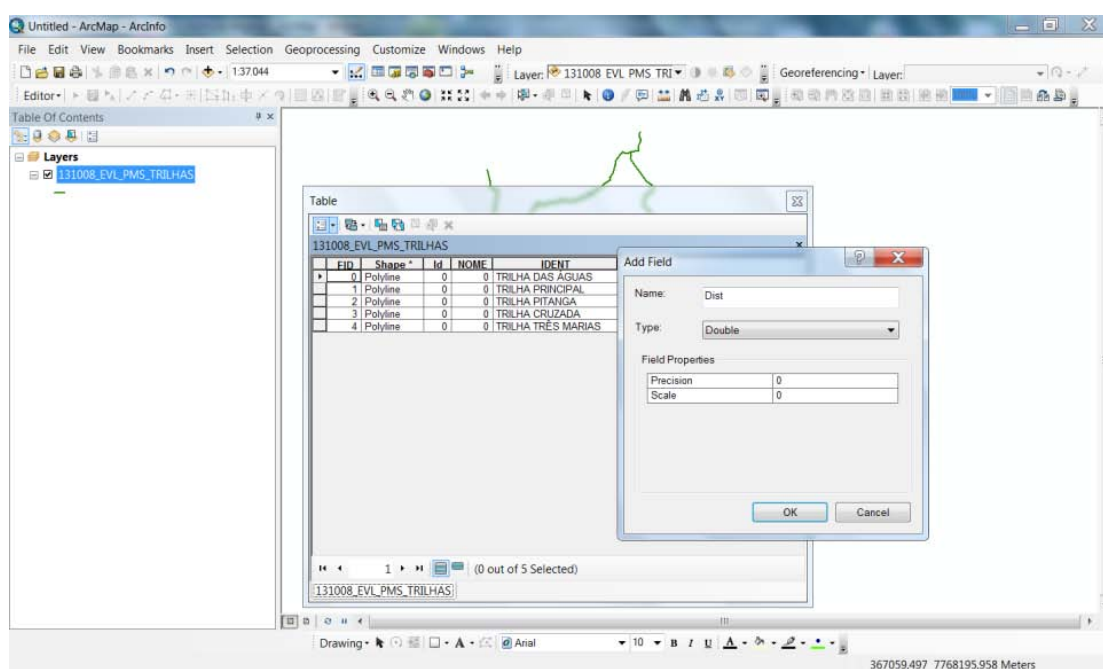 Untitled - ArcMap - ArcInfo
File Edit View Bookmarks Insert Selection Geoprocessing Customize Windows Help
1:37.044
Layer: 131008 EVL PMS TRI
Georeferencing Layer:
Editor
Table Of Contents
Layers
131008_EVL_PMS_TRILHAS
Table
131008_EVL_PMS_TRILHAS
FID Shape * Id NOME IDENT
0 Polyline 0 0 TRILHA DAS ÁGUAS
1 Polyline 0 0 TRILHA PRINCIPAL
2 Polyline 0 0 TRILHA PITANGA
3 Polyline 0 0 TRILHA CRUZADA
4 Polyline 0 0 TRILHA TRÊS MARIAS
Add Field
Name: Dist
Type: Double
Field Properties
Precision 0
Scale 0
OK Cancel
1 (0 out of 5 Selected)
131008_EVL_PMS_TRILHAS
Drawing A Arial 10 B I U A
367059,497 7768195,958 Meters